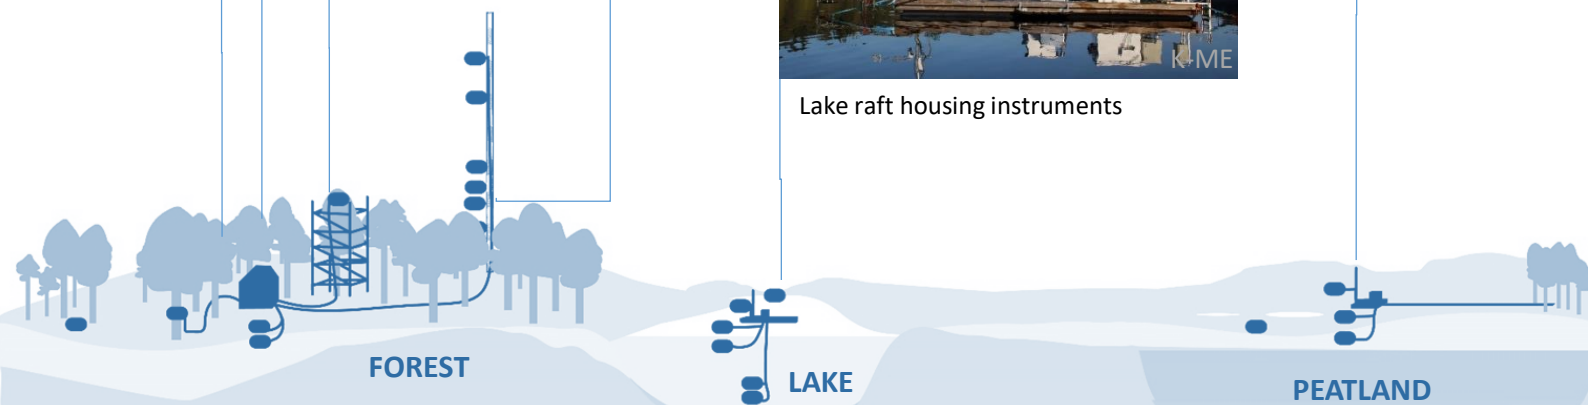 K-ME
Lake raft housing instruments
FOREST
LAKE
PEATLAND